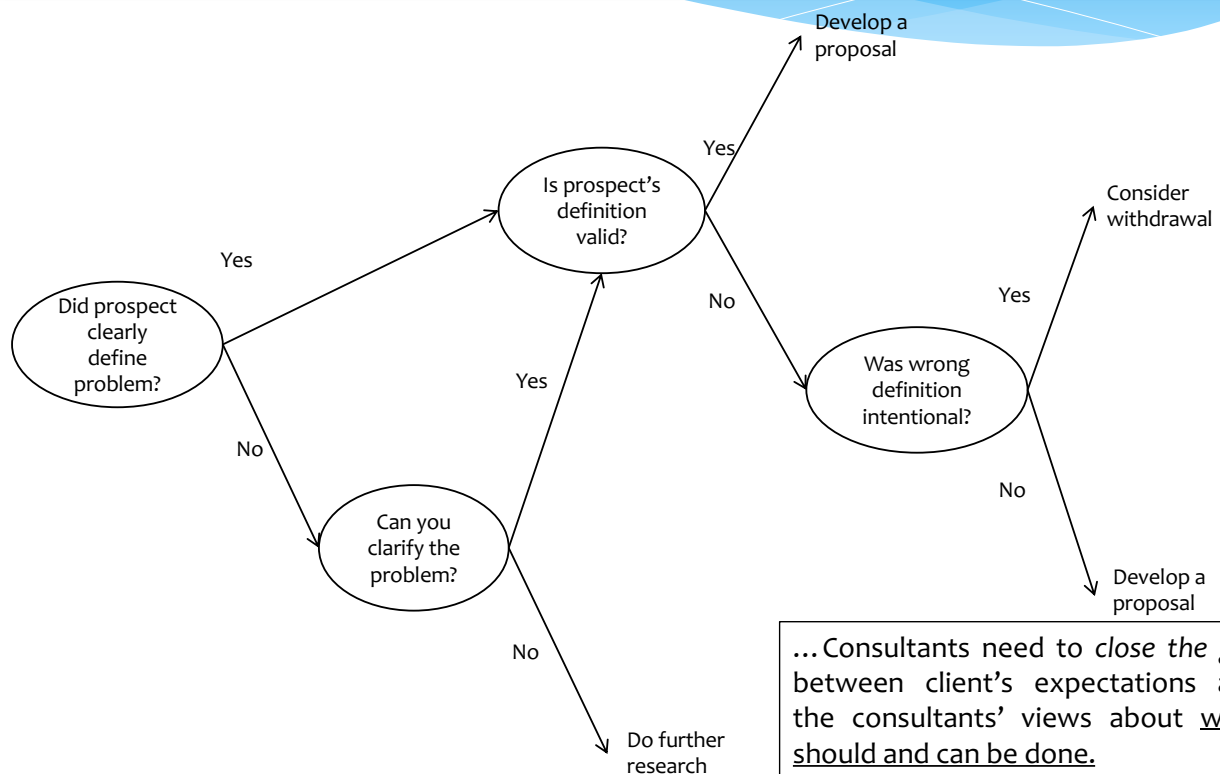 Develop a
proposal
Yes
Is prospect's
definition
valid?
Consider
withdrawal
Yes
Did prospect
clearly
define
problem?
No
Yes
Yes
Was wrong
definition
intentional?
No
No
Can you
clarify the
problem?
Develop a
proposal
No
Do further
research
...Consultants need to close the
between client's expectations
the consultants' views about
should and can be done.